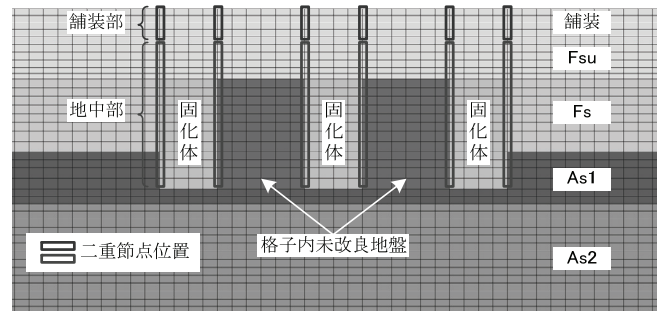 舗装部
舗装
Fsu
地中部
Fs
固化体
固化体
固化体
As1
格子内未改良地盤
二重節点位置
As2